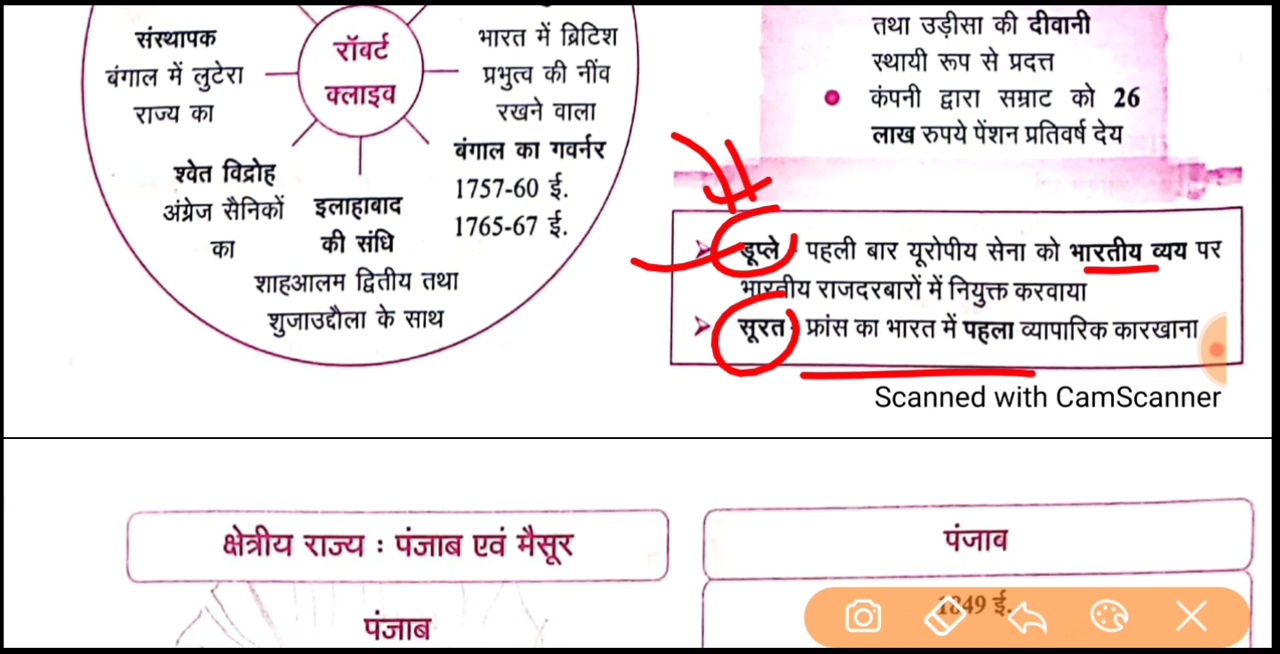 संस्थापक
बंगाल में लुटेरा
राज्य का
रॉबर्ट
क्लाइव
भारत में ब्रिटिश
प्रभुत्व की नींव
रखने वाला
बंगाल का गवर्नर
1757-60 ई.
1765-67 ई.
श्वेत विद्रोह
अंग्रेज सैनिकों
का
इलाहाबाद
की संधि
शाहआलम द्वितीय तथा
शुजाउद्दौला के साथ
तथा उड़ीसा की दीवानी
स्थायी रूप से प्रदत्त
कंपनी द्वारा सम्राट को 26
लाख रुपये पेंशन प्रतिवर्ष देय
डूप्ले - पहली बार यूरोपीय सेना को भारतीय व्यय पर
भारतीय राजदरबारों में नियुक्त करवाया
सूरत - फ्रांस का भारत में पहला व्यापारिक कारखाना
Scanned with CamScanner
क्षेत्रीय राज्य : पंजाब एवं मैसूर
पंजाब
पंजाब
1849 ई.